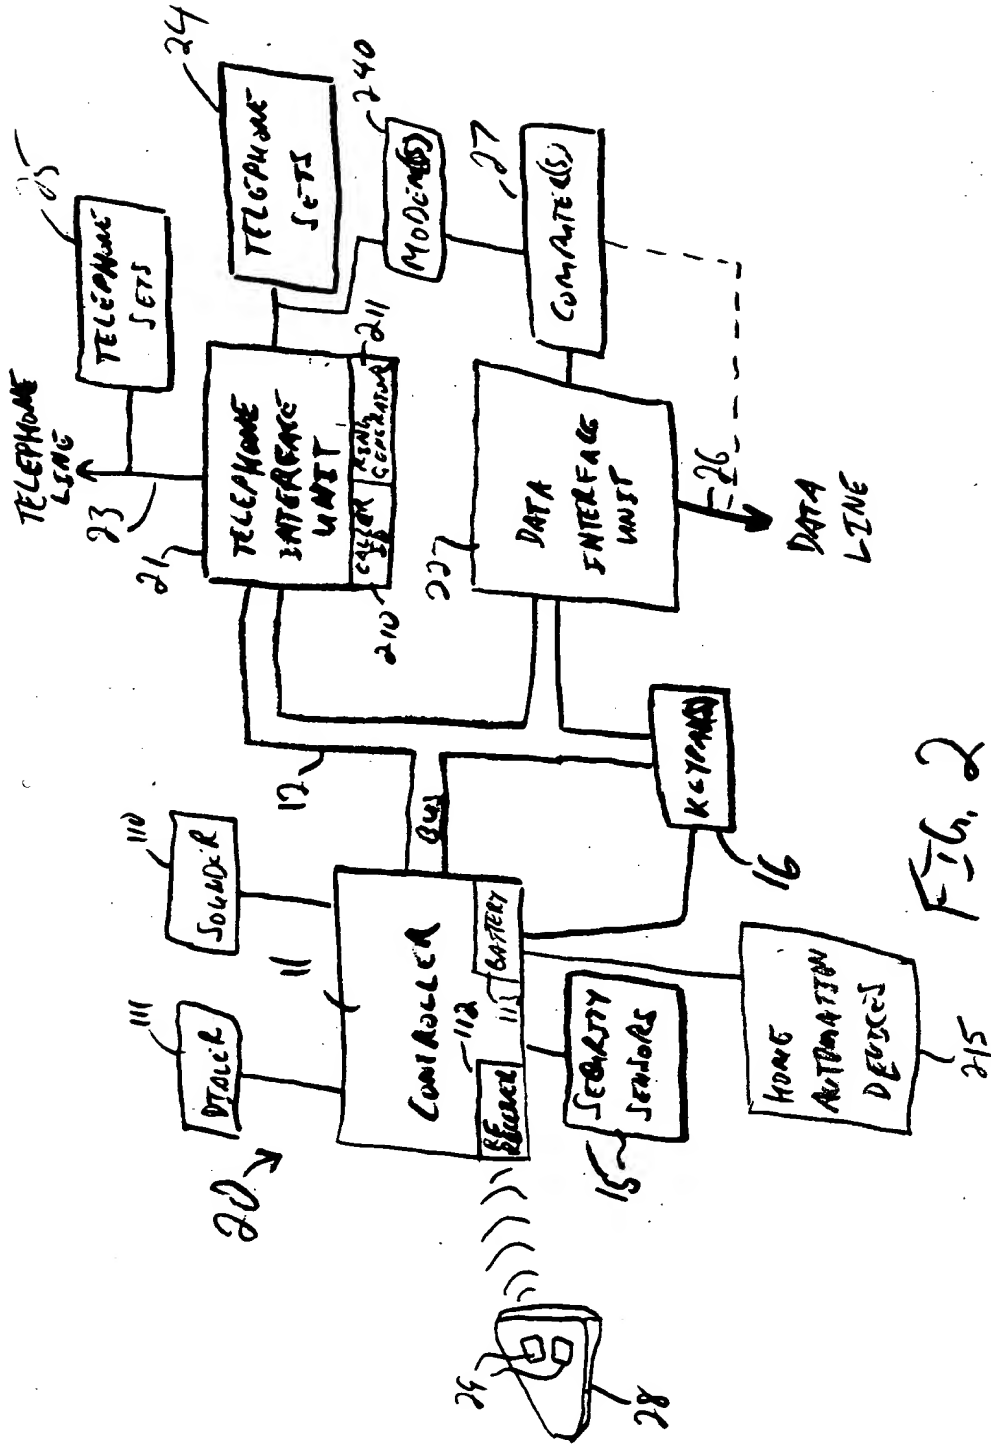 20
111
DIALER
110
SOUNDER
11
CONTROLLER
RF
RECEIVER
112
113
BATTERY
BUS
12
29
28
15
SECURITY
SENSORS
HOME
AUTOMATION
DEVICES
215
KEYPAD(S)
16
TELEPHONE
LINE
23
25
TELEPHONE
SETS
21
TELEPHONE
INTERFACE
UNIT
CALLER
ID
RING
GENERATOR
210
211
24
TELEPHONE
SETS
240
MODEM(S)
27
COMPUTER(S)
22
DATA
INTERFACE
UNIT
26
DATA
LINE
FIG. 2